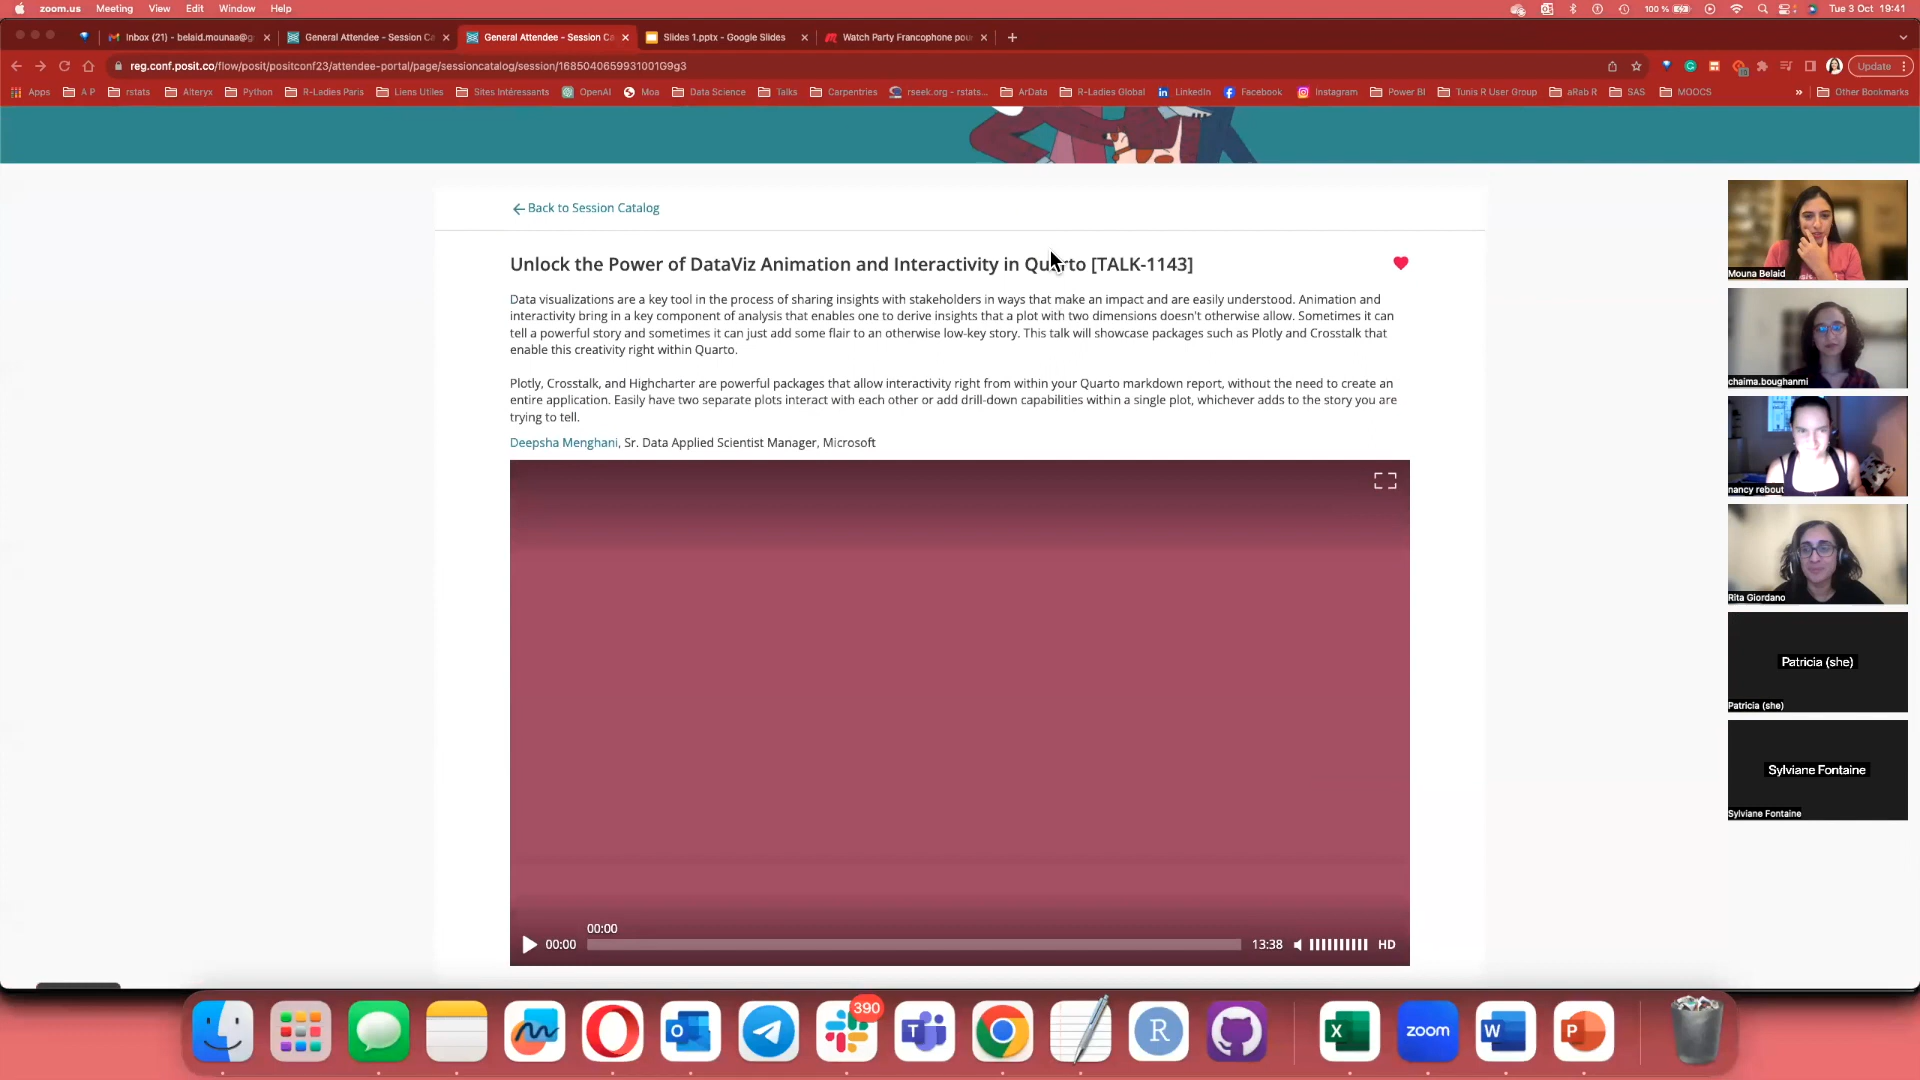 zoom.us Meeting View Edit Window Help 100 % Tue 3 Oct 19:41
Inbox (21) - belaid.mounaa@g General Attendee - Session Ca General Attendee - Session Ca Slides 1.pptx - Google Slides Watch Party Francophone pou
reg.conf.posit.co/flow/posit/positconf23/attendee-portal/page/sessioncatalog/session/1685040659931001G9g3 Update
Apps A P rstats Alteryx Python R-Ladies Paris Liens Utiles Sites Intéressants OpenAI Moa Data Science Talks Carpentries rseek.org - rstats... ArData R-Ladies Global LinkedIn Facebook Instagram Power BI Tunis R User Group aRab R SAS MOOCS » Other Bookmarks
Back to Session Catalog
Unlock the Power of DataViz Animation and Interactivity in Quarto [TALK-1143]
Data visualizations are a key tool in the process of sharing insights with stakeholders in ways that make an impact and are easily understood. Animation and
interactivity bring in a key component of analysis that enables one to derive insights that a plot with two dimensions doesn't otherwise allow. Sometimes it can
tell a powerful story and sometimes it can just add some flair to an otherwise low-key story. This talk will showcase packages such as Plotly and Crosstalk that
enable this creativity right within Quarto.
Plotly, Crosstalk, and Highcharter are powerful packages that allow interactivity right from within your Quarto markdown report, without the need to create an
entire application. Easily have two separate plots interact with each other or add drill-down capabilities within a single plot, whichever adds to the story you are
trying to tell.
Deepsha Menghani, Sr. Data Applied Scientist Manager, Microsoft
00:00
00:00 13:38 HD
Mouna Belaid
chaima.boughanmi
nancy rebout
Rita Giordano
Patricia (she)
Patricia (she)
Sylviane Fontaine
Sylviane Fontaine
390
zoom